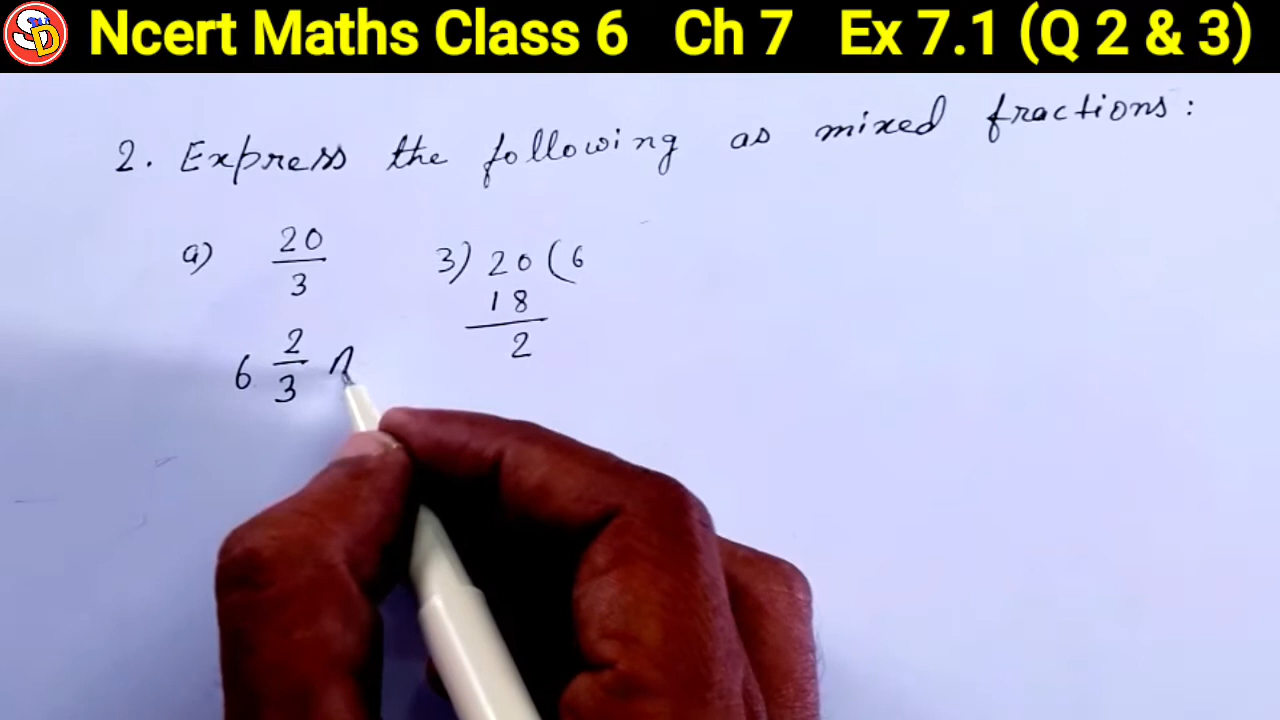 SD Ncert Maths Class 6 Ch 7 Ex 7.1 (Q 2 & 3)
2. Express the following as mixed fractions:
a) 20/3 3) 20 (6
18
2
6 2/3